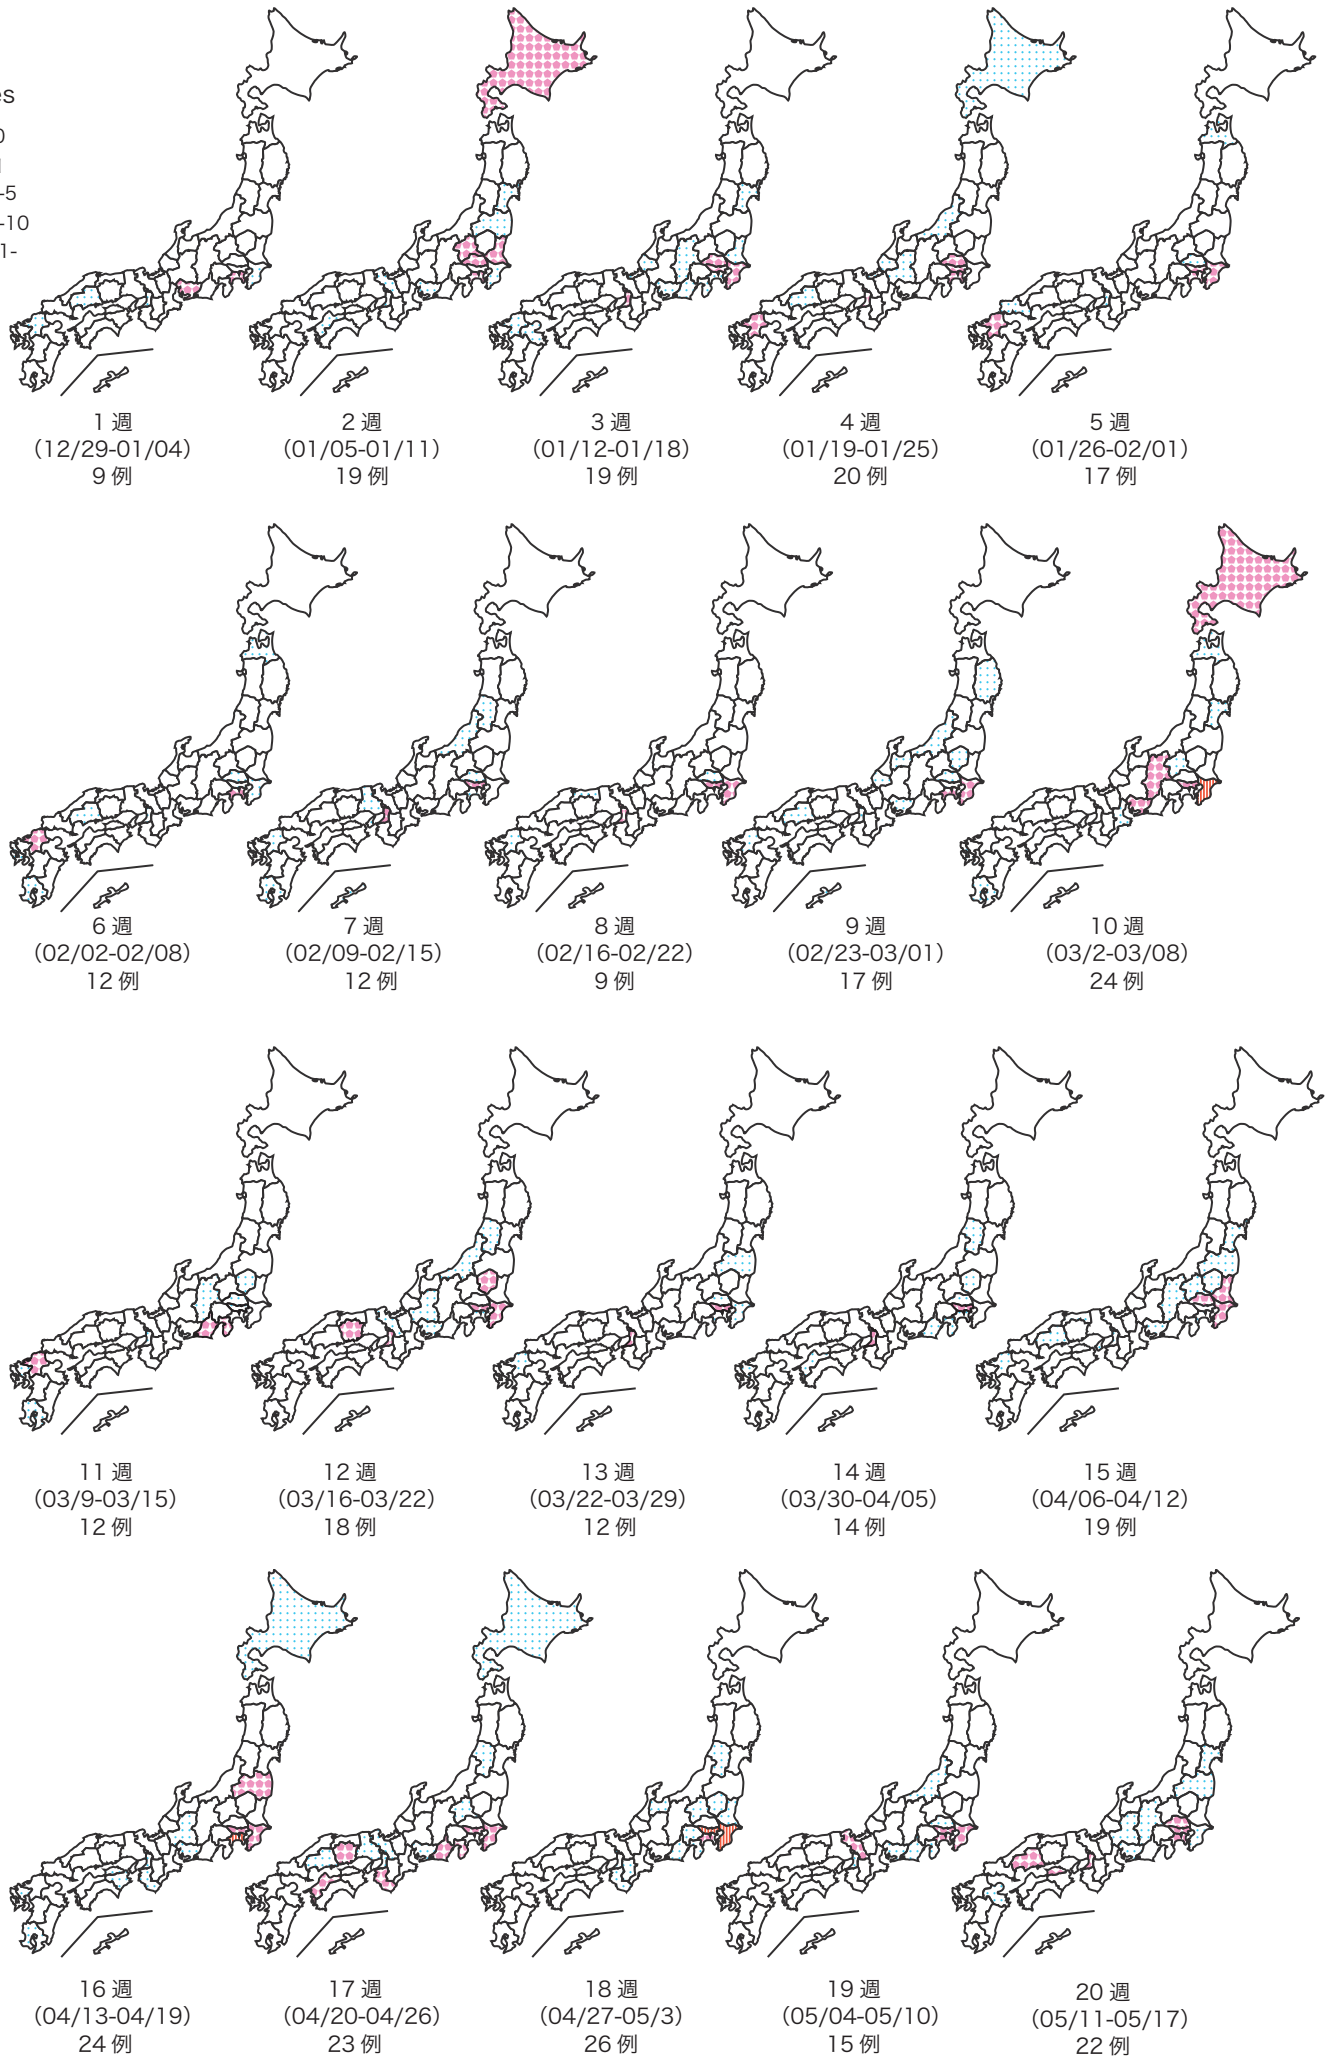 es
0
-5
-10
1-
1 週
(12/29-01/04)
9 例
2 週
(01/05-01/11)
19 例
3 週
(01/12-01/18)
19 例
4 週
(01/19-01/25)
20 例
5 週
(01/26-02/01)
17 例
6 週
(02/02-02/08)
12 例
7 週
(02/09-02/15)
12 例
8 週
(02/16-02/22)
9 例
9 週
(02/23-03/01)
17 例
10 週
(03/2-03/08)
24 例
11 週
(03/9-03/15)
12 例
12 週
(03/16-03/22)
18 例
13 週
(03/22-03/29)
12 例
14 週
(03/30-04/05)
14 例
15 週
(04/06-04/12)
19 例
16 週
(04/13-04/19)
24 例
17 週
(04/20-04/26)
23 例
18 週
(04/27-05/3)
26 例
19 週
(05/04-05/10)
15 例
20 週
(05/11-05/17)
22 例